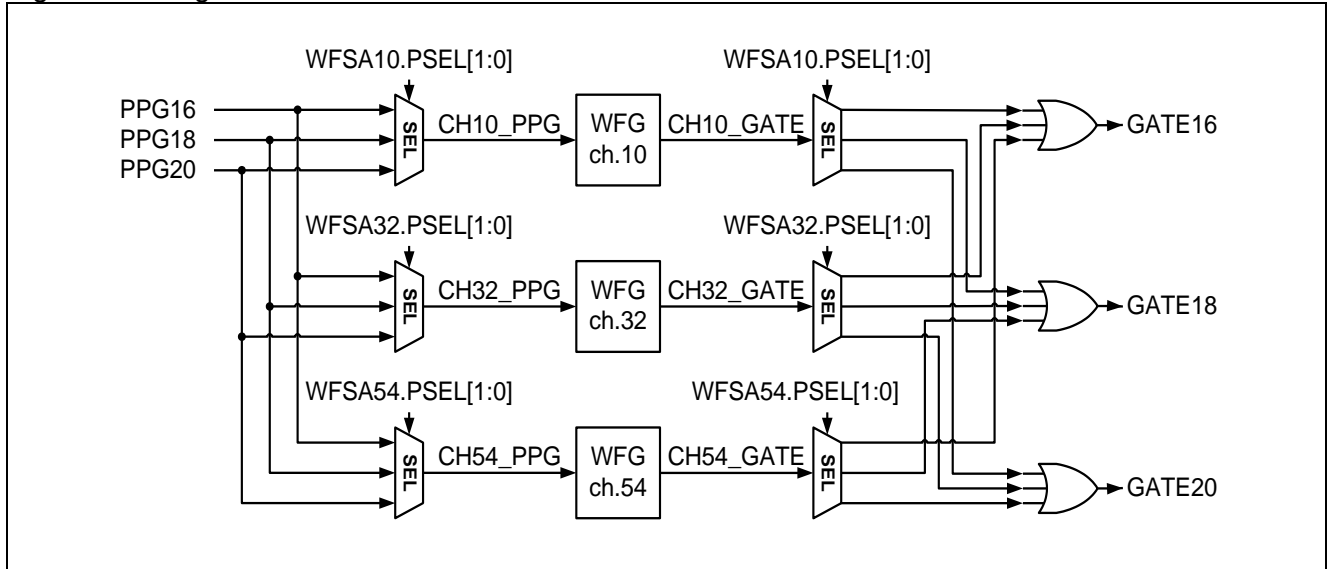 WFSA10.PSEL[1:0] WFSA10.PSEL[1:0]
PPG16
PPG18
PPG20
SEL CH10_PPG WFG ch.10 CH10_GATE SEL GATE16
WFSA32.PSEL[1:0] WFSA32.PSEL[1:0]
SEL CH32_PPG WFG ch.32 CH32_GATE SEL GATE18
WFSA54.PSEL[1:0] WFSA54.PSEL[1:0]
SEL CH54_PPG WFG ch.54 CH54_GATE SEL GATE20